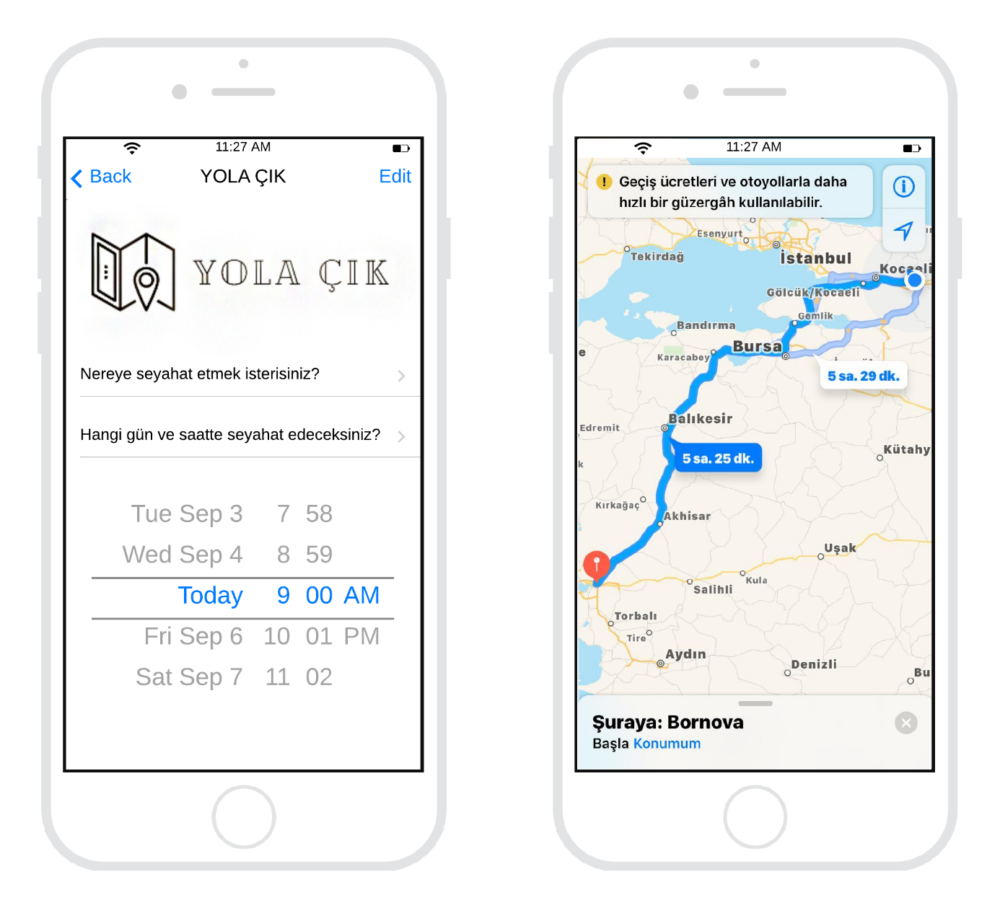 11:27 AM
Back
YOLA ÇIK
Edit
YOLA ÇIK
Nereye seyahat etmek isterisiniz?
Hangi gün ve saatte seyahat edeceksiniz?
Tue Sep 3 7 58
Wed Sep 4 8 59
Today 9 00 AM
Fri Sep 6 10 01 PM
Sat Sep 7 11 02
11:27 AM
! Geçiş ücretleri ve otoyollarla daha
hızlı bir güzergâh kullanılabilir.
Esenyurt
Tekirdağ
İstanbul
Kocaeli
Gölcük/Kocaeli
Gemlik
Bandırma
Bursa
Karacabey
5 sa. 29 dk.
Balıkesir
Edremit
5 sa. 25 dk.
Kütahy
Kırkağaç
Akhisar
Uşak
Kula
Salihli
Torbalı
Tire
Aydın
Denizli
Bu
Şuraya: Bornova
Başla Konumum